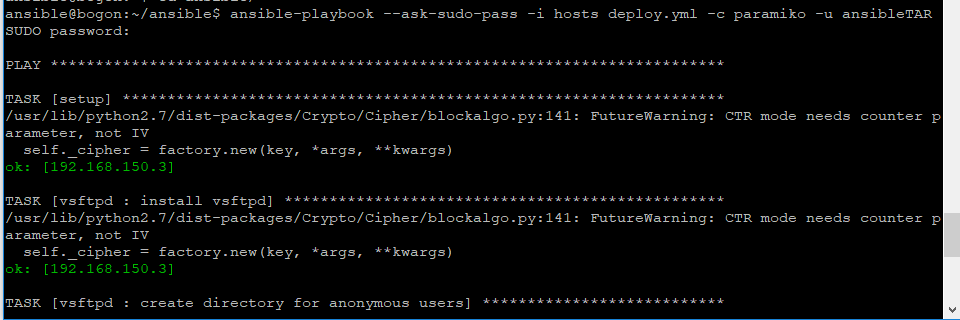 ansible@bogon:~/ansible$ ansible-playbook --ask-sudo-pass -i hosts deploy.yml -c paramiko -u ansibleTAR
SUDO password:
PLAY ***************************************************************************
TASK [setup] *******************************************************************
/usr/lib/python2.7/dist-packages/Crypto/Cipher/blockalgo.py:141: FutureWarning: CTR mode needs counter p
arameter, not IV
  self._cipher = factory.new(key, *args, **kwargs)
ok: [192.168.150.3]
TASK [vsftpd : install vsftpd] *************************************************
/usr/lib/python2.7/dist-packages/Crypto/Cipher/blockalgo.py:141: FutureWarning: CTR mode needs counter p
arameter, not IV
  self._cipher = factory.new(key, *args, **kwargs)
ok: [192.168.150.3]
TASK [vsftpd : create directory for anonymous users] ***************************